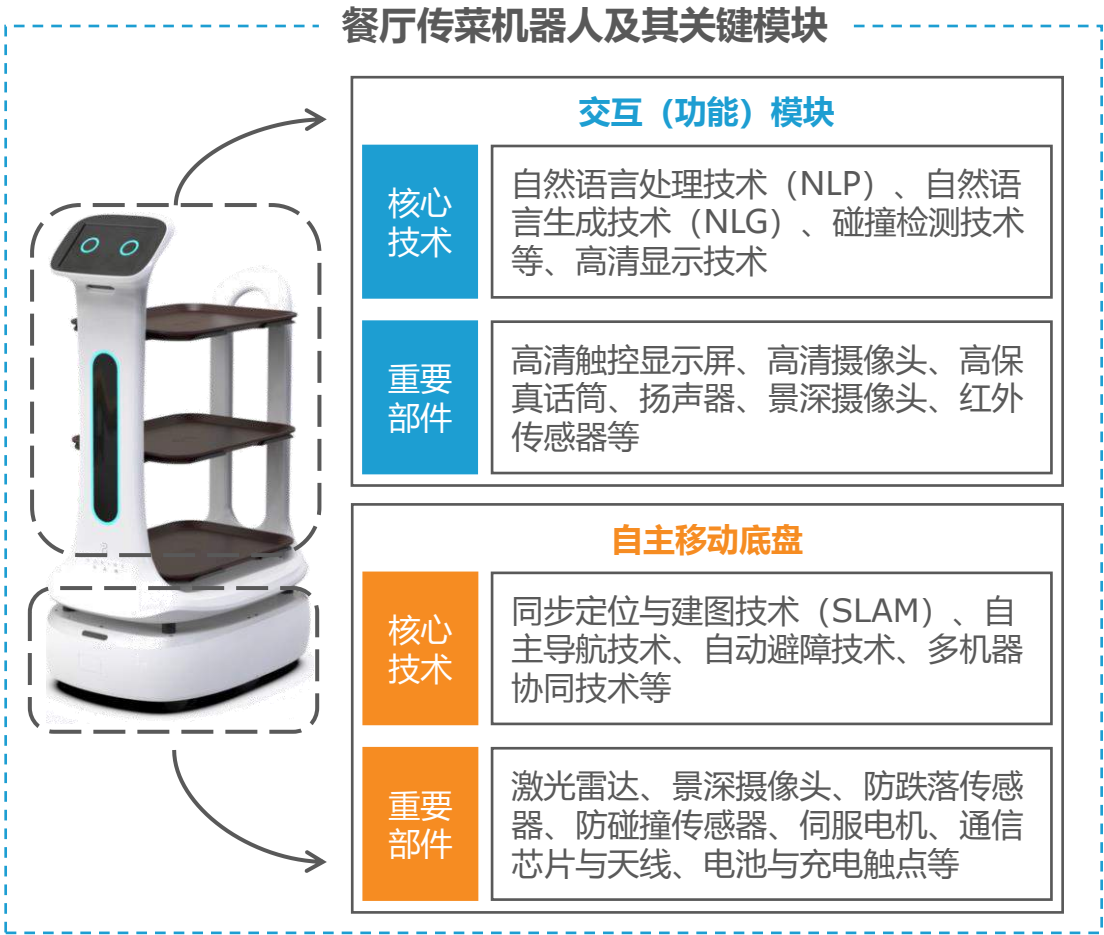 餐厅传菜机器人及其关键模块
交互（功能）模块
核心
技术
自然语言处理技术（NLP）、自然语
言生成技术（NLG）、碰撞检测技术
等、高清显示技术
重要
部件
高清触控显示屏、高清摄像头、高保
真话筒、扬声器、景深摄像头、红外
传感器等
自主移动底盘
核心
技术
同步定位与建图技术（SLAM）、自
主导航技术、自动避障技术、多机器
协同技术等
重要
部件
激光雷达、景深摄像头、防跌落传感
器、防碰撞传感器、伺服电机、通信
芯片与天线、电池与充电触点等